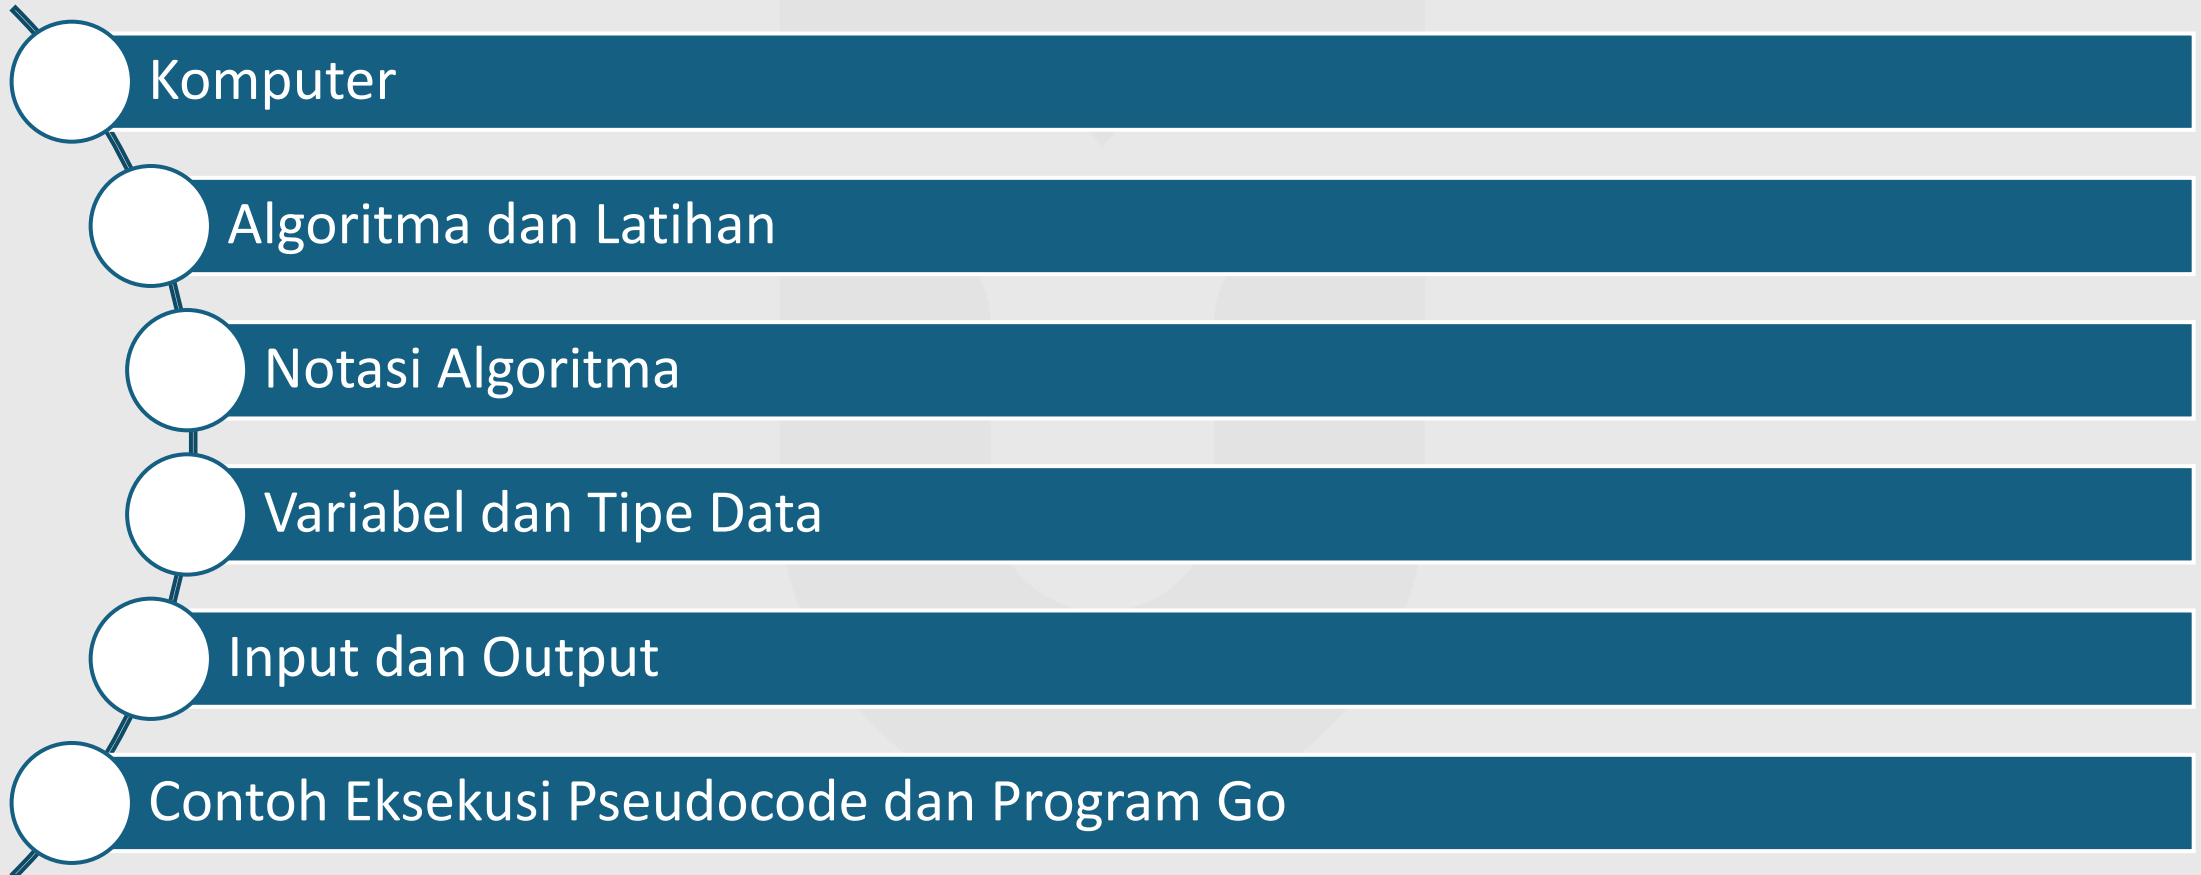 Komputer
Algoritma dan Latihan
Notasi Algoritma
Variabel dan Tipe Data
Input dan Output
Contoh Eksekusi Pseudocode dan Program Go